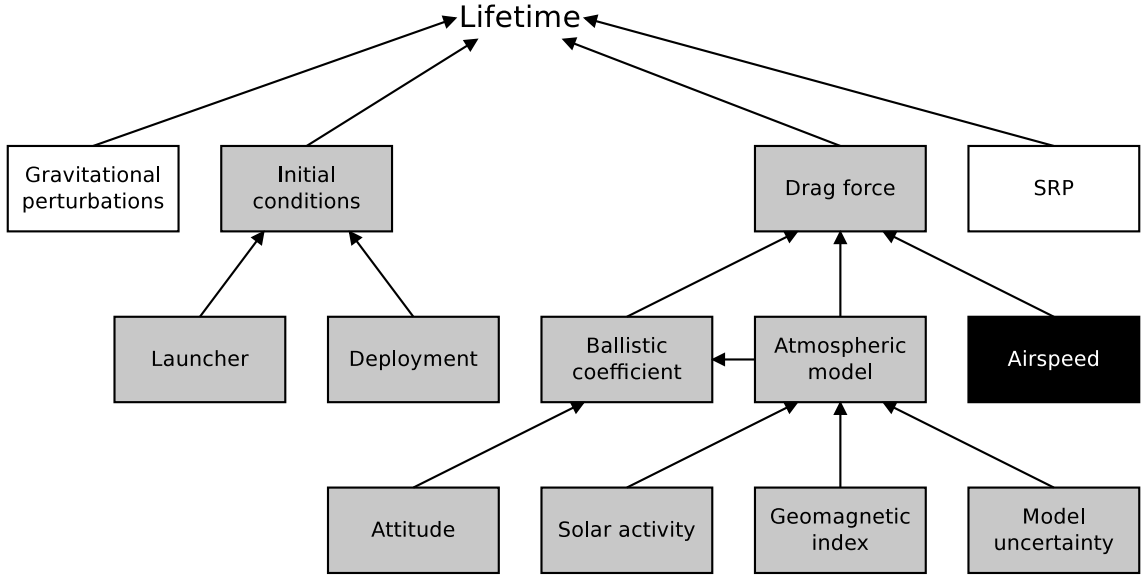 Lifetime
Gravitational
perturbations
Initial
conditions
Drag force
SRP
Launcher
Deployment
Ballistic
coefficient
Atmospheric
model
Airspeed
Attitude
Solar activity
Geomagnetic
index
Model
uncertainty